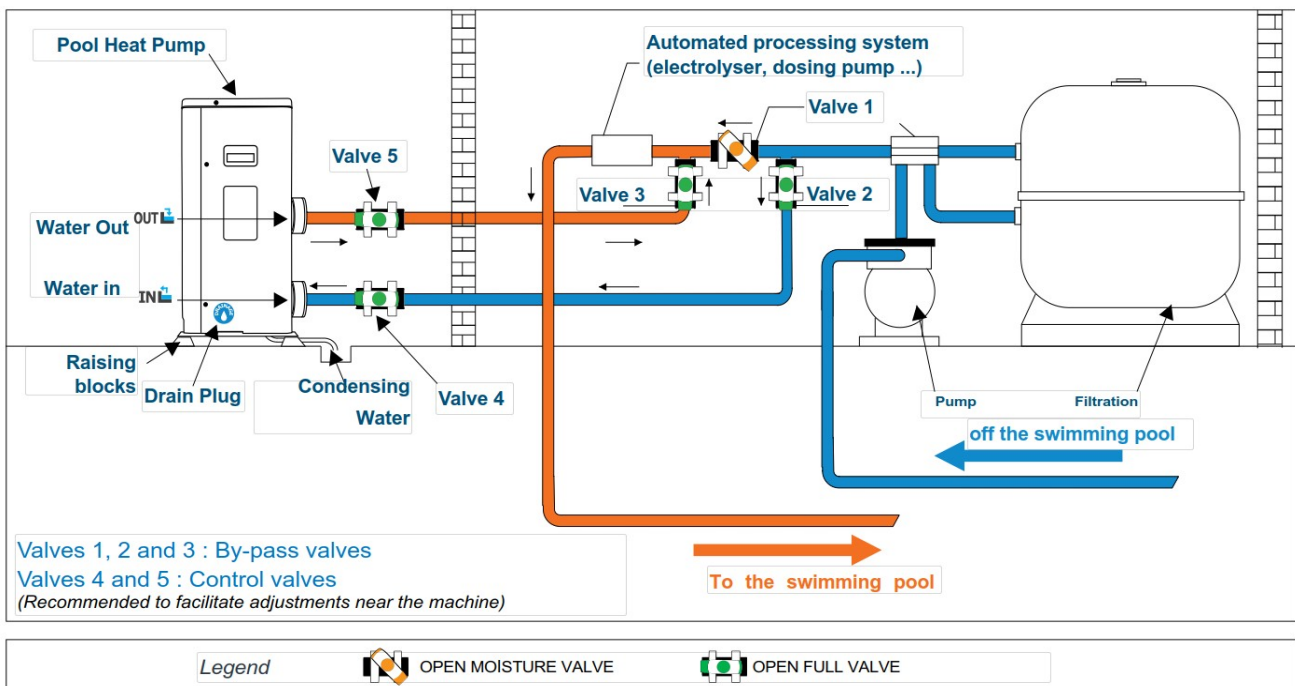 Pool Heat Pump
Automated processing system
(electrolyser, dosing pump ...)
Valve 1
Valve 5
Valve 3
Valve 2
Water Out
OUT
Water in
IN
Raising
blocks
Drain Plug
Condensing
Water
Valve 4
Pump
Filtration
off the swimming pool
Valves 1, 2 and 3 : By-pass valves
Valves 4 and 5 : Control valves
(Recommended to facilitate adjustments near the machine)
To the swimming pool
Legend
OPEN MOISTURE VALVE
OPEN FULL VALVE